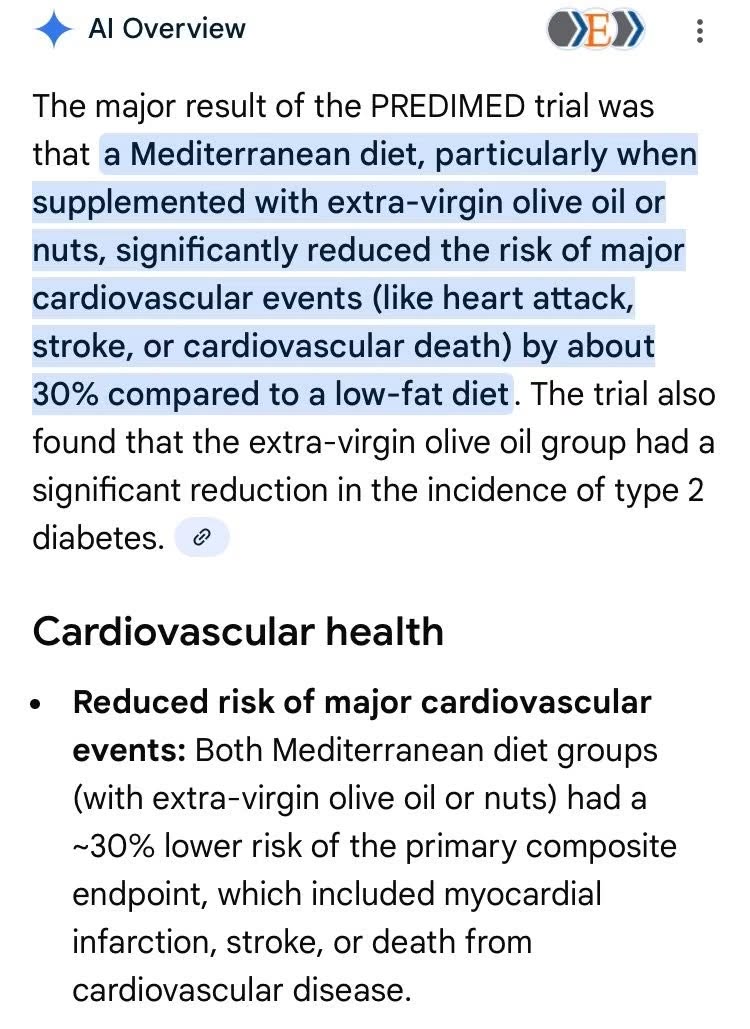 AI Overview
E
The major result of the PREDIMED trial was
that a Mediterranean diet, particularly when
supplemented with extra-virgin olive oil or
nuts, significantly reduced the risk of major
cardiovascular events (like heart attack,
stroke, or cardiovascular death) by about
30% compared to a low-fat diet. The trial also
found that the extra-virgin olive oil group had a
significant reduction in the incidence of type 2
diabetes.
Cardiovascular health
• Reduced risk of major cardiovascular
events: Both Mediterranean diet groups
(with extra-virgin olive oil or nuts) had a
~30% lower risk of the primary composite
endpoint, which included myocardial
infarction, stroke, or death from
cardiovascular disease.